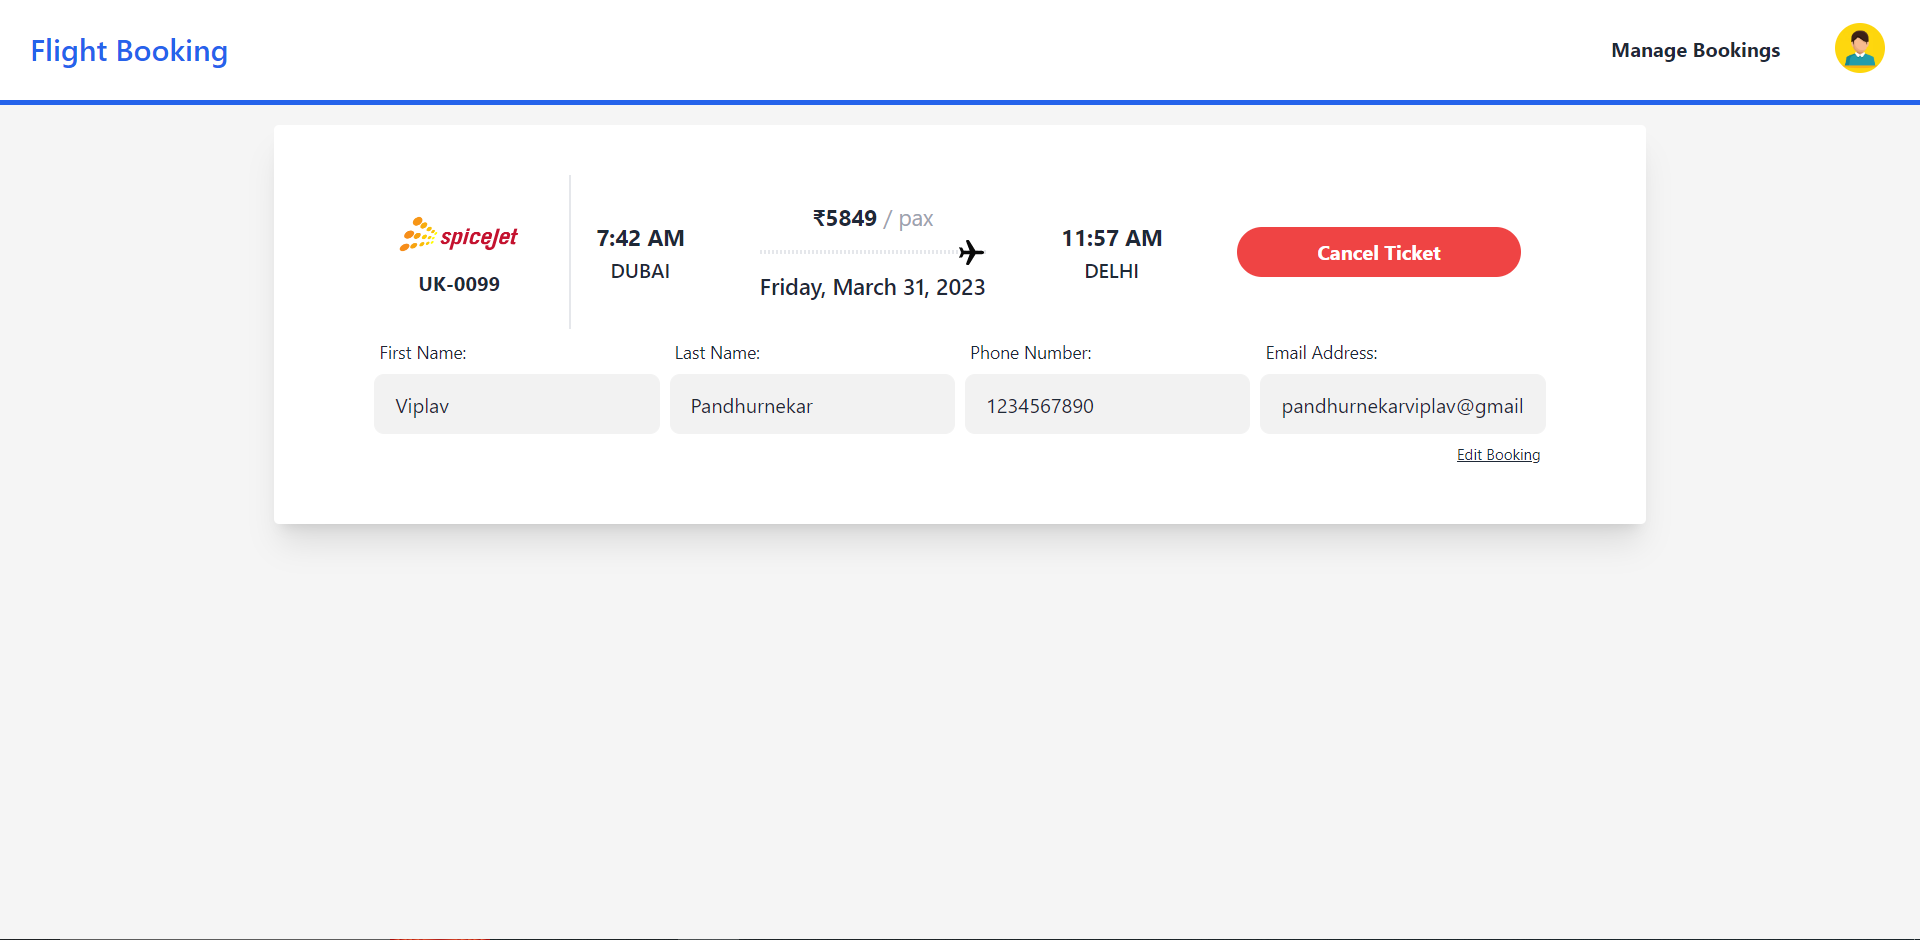 Flight Booking
Manage Bookings
spiceJet
UK-0099
7:42 AM
DUBAI
₹5849 / pax
Friday, March 31, 2023
11:57 AM
DELHI
Cancel Ticket
First Name:
Last Name:
Phone Number:
Email Address:
Viplav
Pandhurnekar
1234567890
pandhurnekarviplav@gmail
Edit Booking